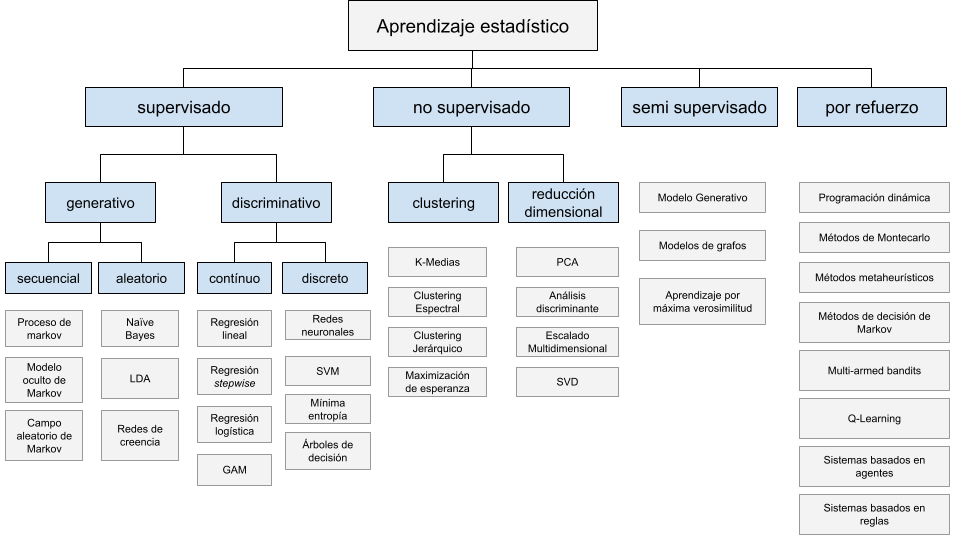 Aprendizaje estadístico
supervisado
no supervisado
semi supervisado
por refuerzo
generativo
discriminativo
clustering
reducción
dimensional
secuencial
aleatorio
contínuo
discreto
Proceso de
markov
Modelo
oculto de
Markov
Campo
aleatorio de
Markov
Naïve
Bayes
LDA
Redes de
creencia
Regresión
lineal
Regresión
stepwise
Regresión
logística
GAM
Redes
neuronales
SVM
Mínima
entropía
Árboles de
decisión
K-Medias
Clustering
Espectral
Clustering
Jerárquico
Maximización
de esperanza
PCA
Análisis
discriminante
Escalado
Multidimensional
SVD
Modelo Generativo
Modelos de grafos
Aprendizaje por
máxima verosimilitud
Programación dinámica
Métodos de Montecarlo
Métodos metaheurísticos
Métodos de decisión de
Markov
Multi-armed bandits
Q-Learning
Sistemas basados en
agentes
Sistemas basados en
reglas